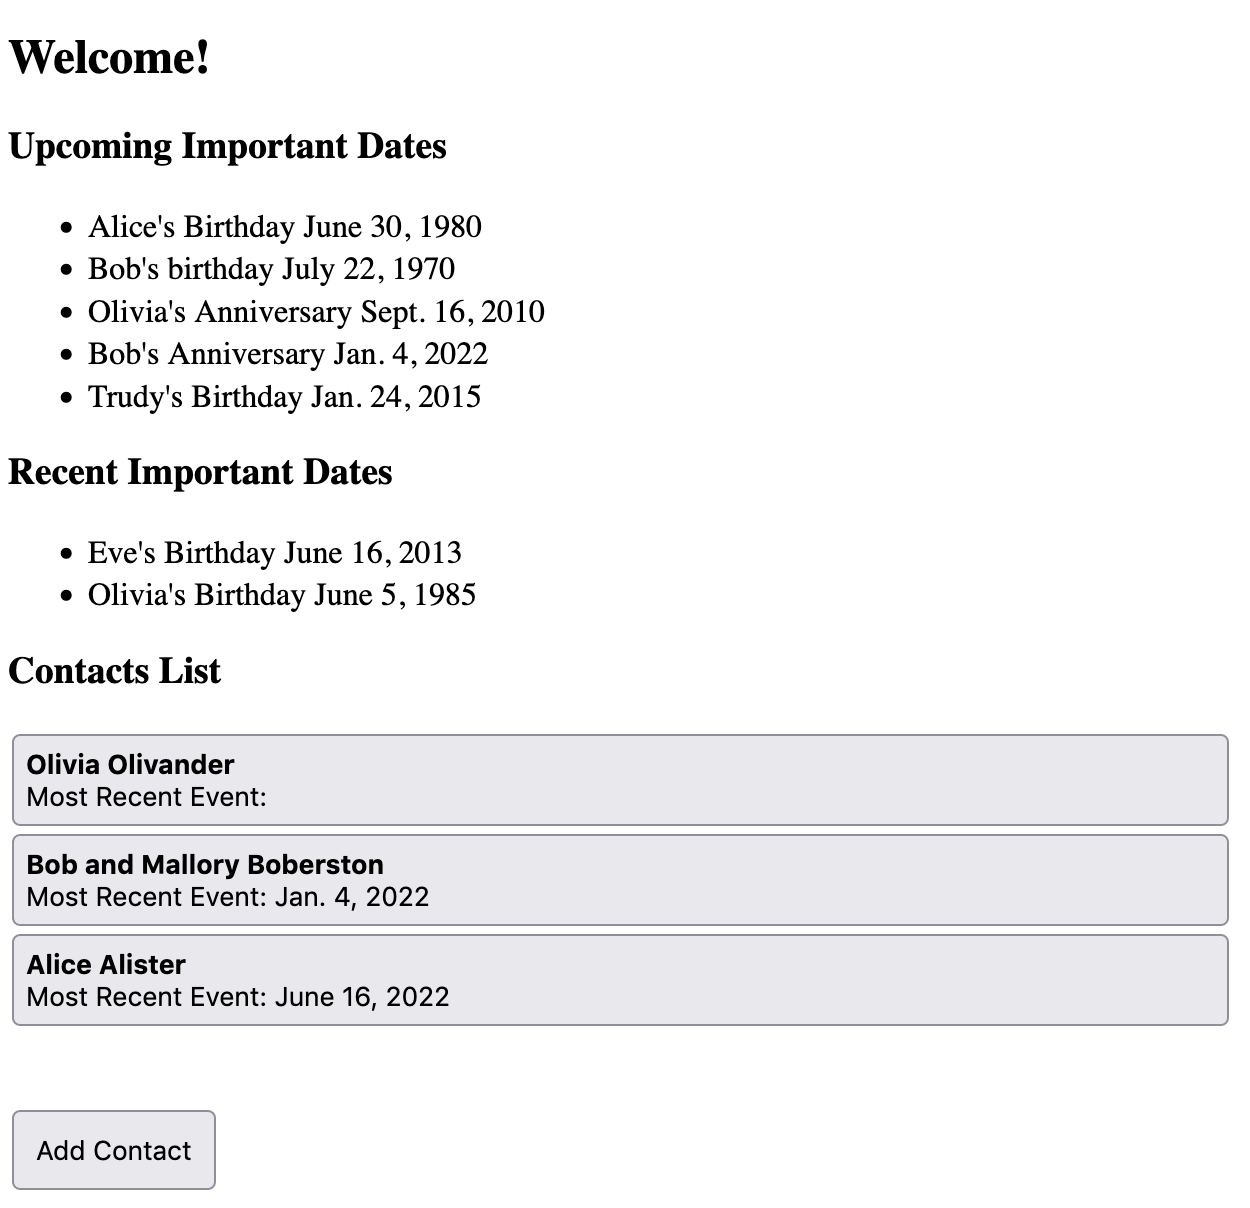 Welcome!
Upcoming Important Dates
Alice's Birthday June 30, 1980
Bob's birthday July 22, 1970
Olivia's Anniversary Sept. 16, 2010
Bob's Anniversary Jan. 4, 2022
Trudy's Birthday Jan. 24, 2015
Recent Important Dates
Eve's Birthday June 16, 2013
Olivia's Birthday June 5, 1985
Contacts List
Olivia Olivander
Most Recent Event:
Bob and Mallory Boberston
Most Recent Event: Jan. 4, 2022
Alice Alister
Most Recent Event: June 16, 2022
Add Contact